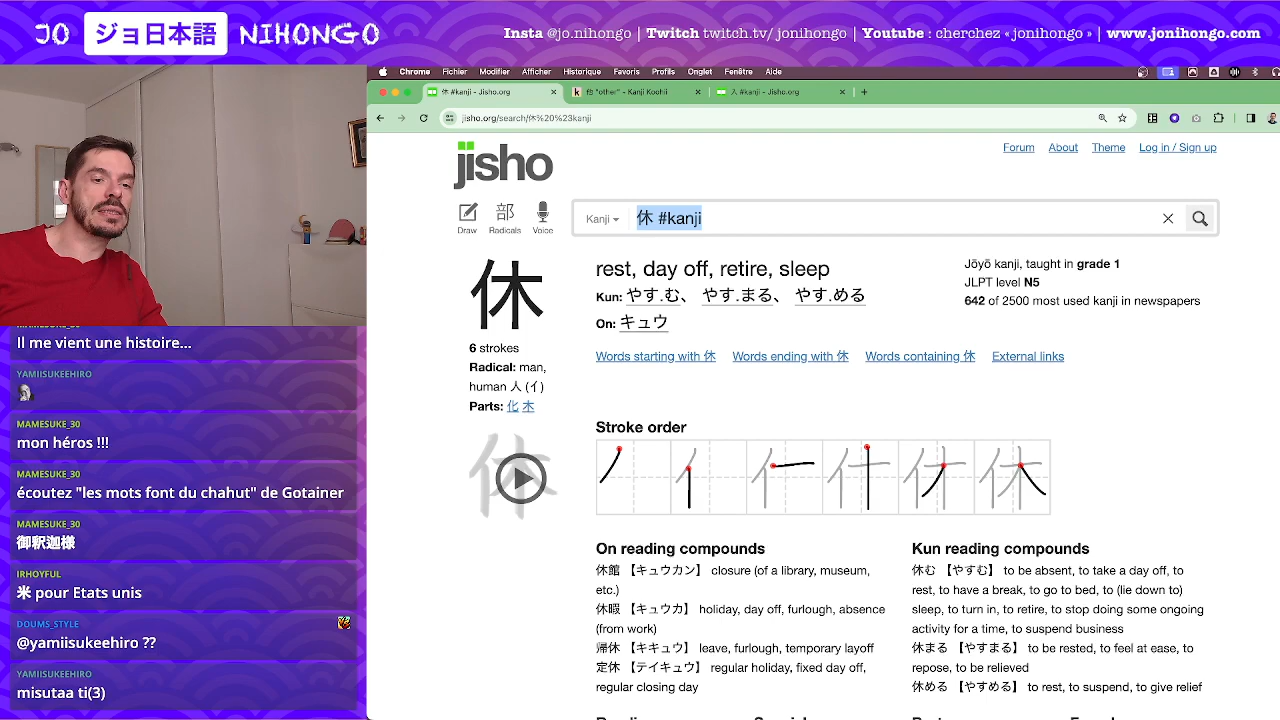 JO ジョ日本語 NIHONGO
Insta @jo.nihongo | Twitch twitch.tv/ jonihongo | Youtube : cherchez « jonihongo » | www.jonihongo.com
Chrome Fichier Modifier Afficher Historique Favoris Profils Onglet Fenêtre Aide
休 #kanji - Jisho.org
他 "other" - Kanji Koohii
人 #kanji - Jisho.org
jisho.org/search/休%20%23kanji
jisho
Forum About Theme Log in / Sign up
Draw
部 Radicals
Voice
Kanji 休 #kanji
休
6 strokes
Radical: man,
human 人 (亻)
Parts: 化 木
休
rest, day off, retire, sleep
Kun: やす.む、 やす.まる、 やす.める
On: キュウ
Jōyō kanji, taught in grade 1
JLPT level N5
642 of 2500 most used kanji in newspapers
Words starting with 休 Words ending with 休 Words containing 休 External links
Stroke order
On reading compounds
休館 【キュウカン】 closure (of a library, museum,
etc.)
休暇 【キュウカ】 holiday, day off, furlough, absence
(from work)
帰休 【キキュウ】 leave, furlough, temporary layoff
定休 【テイキュウ】 regular holiday, fixed day off,
regular closing day
Kun reading compounds
休む 【やすむ】 to be absent, to take a day off, to
rest, to have a break, to go to bed, to (lie down to)
sleep, to turn in, to retire, to stop doing some ongoing
activity for a time, to suspend business
休まる 【やすまる】 to be rested, to feel at ease, to
repose, to be relieved
休める 【やすめる】 to rest, to suspend, to give relief
MAMESUKE_30
Il me vient une histoire...
YAMIISUKEEHIRO
MAMESUKE_30
mon héros !!!
MAMESUKE_30
écoutez "les mots font du chahut" de Gotainer
MAMESUKE_30
御釈迦様
IRHOYFUL
米 pour Etats unis
DOUMS_STYLE
@yamiisukeehiro ??
YAMIISUKEEHIRO
misutaa ti(3)